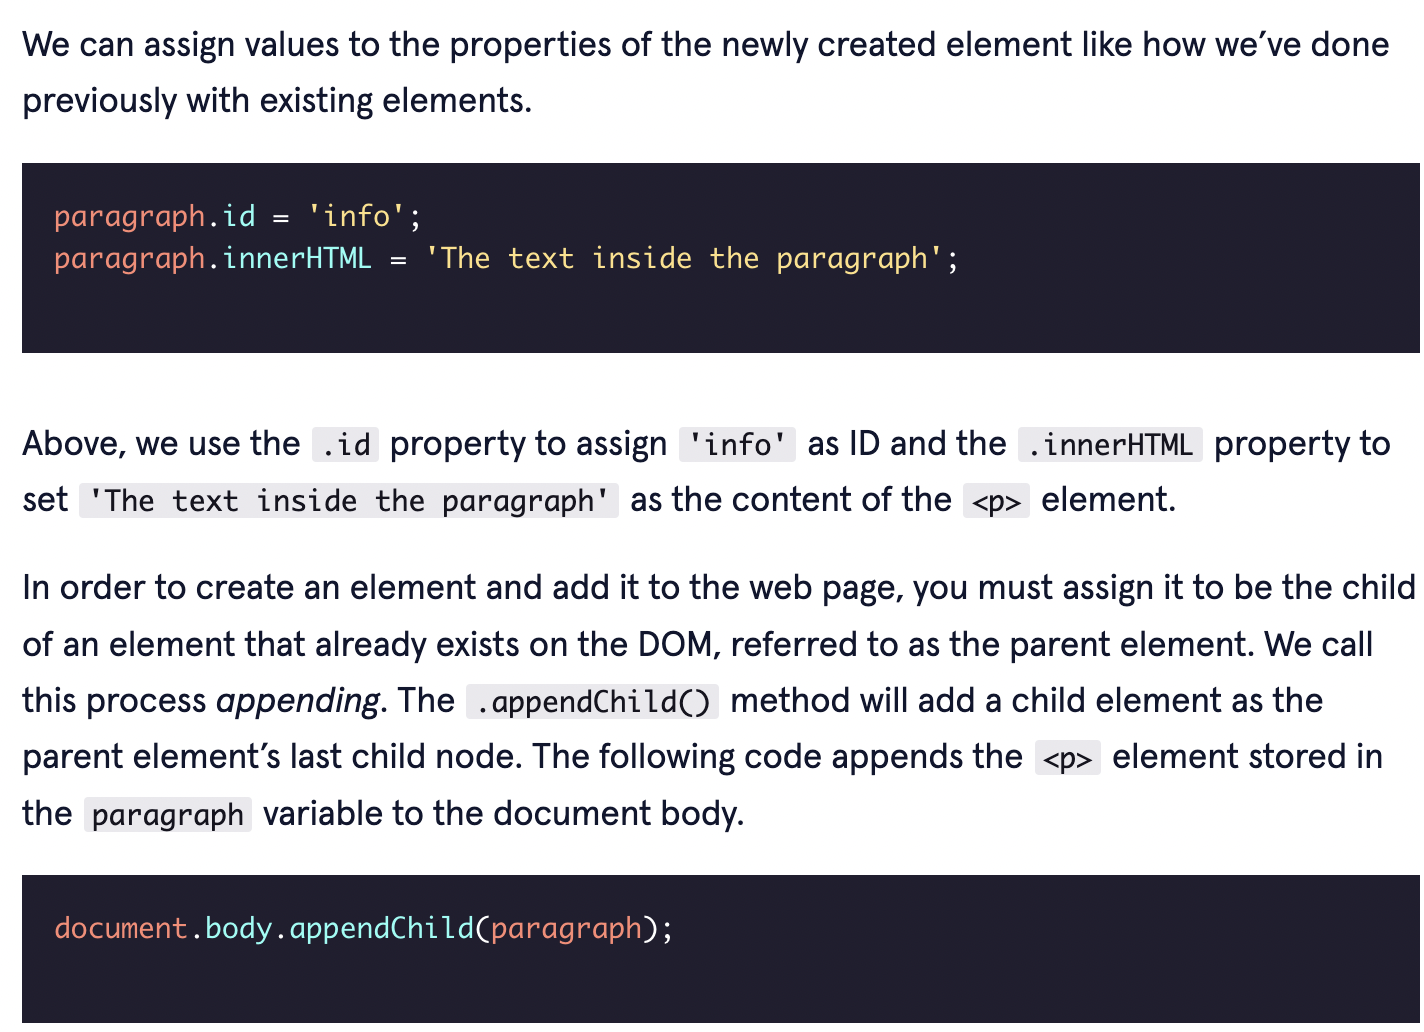 We can assign values to the properties of the newly created element like how we’ve done
previously with existing elements.
paragraph.id = 'info';
paragraph.innerHTML = 'The text inside the paragraph';
Above, we use the .id property to assign 'info' as ID and the .innerHTML property to
set 'The text inside the paragraph' as the content of the <p> element.
In order to create an element and add it to the web page, you must assign it to be the child
of an element that already exists on the DOM, referred to as the parent element. We call
this process appending. The .appendChild() method will add a child element as the
parent element’s last child node. The following code appends the <p> element stored in
the paragraph variable to the document body.
document.body.appendChild(paragraph);